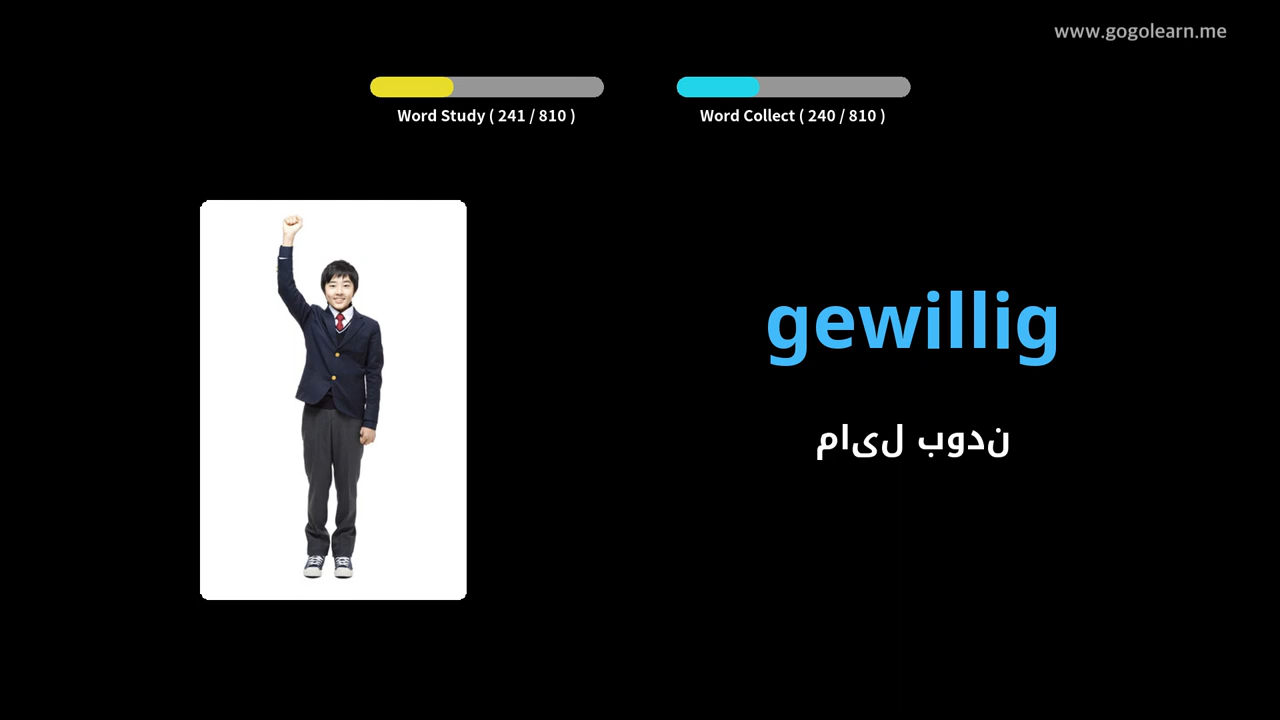 www.gogolearn.me
Word Study ( 241 / 810 )
Word Collect ( 240 / 810 )
gewillig
مایل بودن